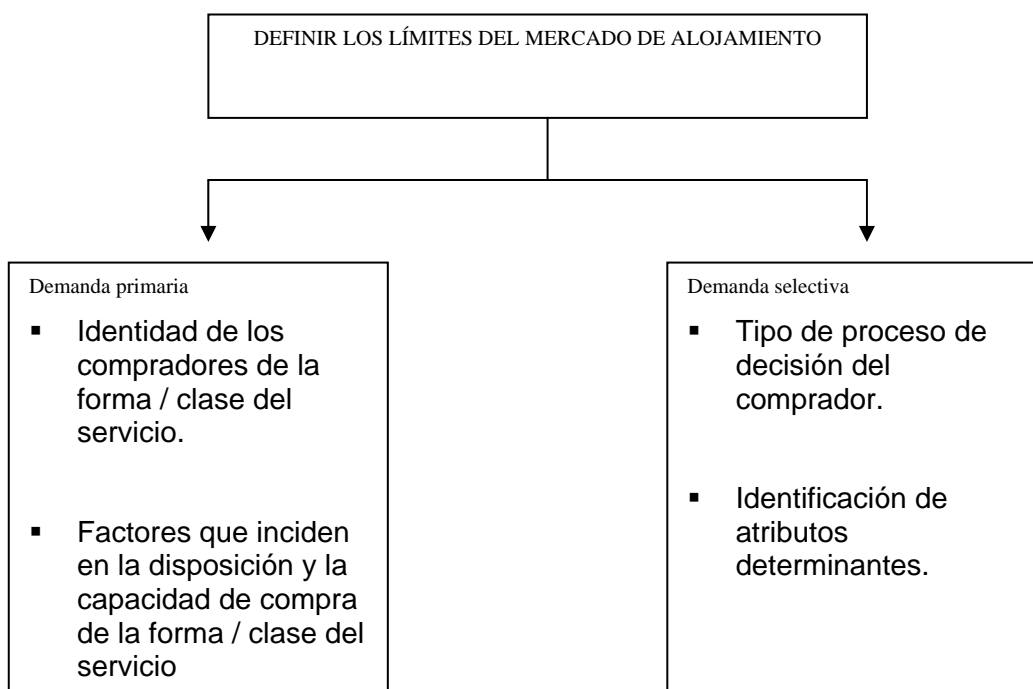 DEFINIR LOS LÍMITES DEL MERCADO DE ALOJAMIENTO
Demanda primaria
▪ Identidad de los
compradores de la
forma / clase del
servicio.
▪ Factores que inciden
en la disposición y la
capacidad de compra
de la forma / clase del
servicio
Demanda selectiva
▪ Tipo de proceso de
decisión del
comprador.
▪ Identificación de
atributos
determinantes.